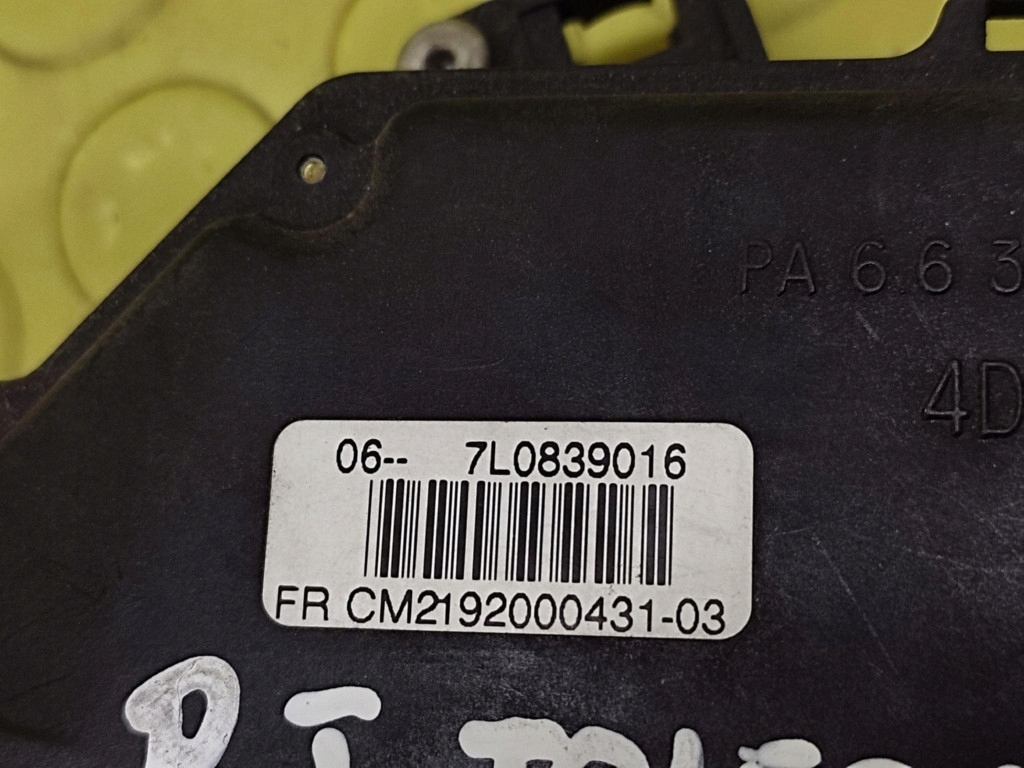 PA 6 6 3
4D
06-- 7L0839016
FR CM2192000431-03